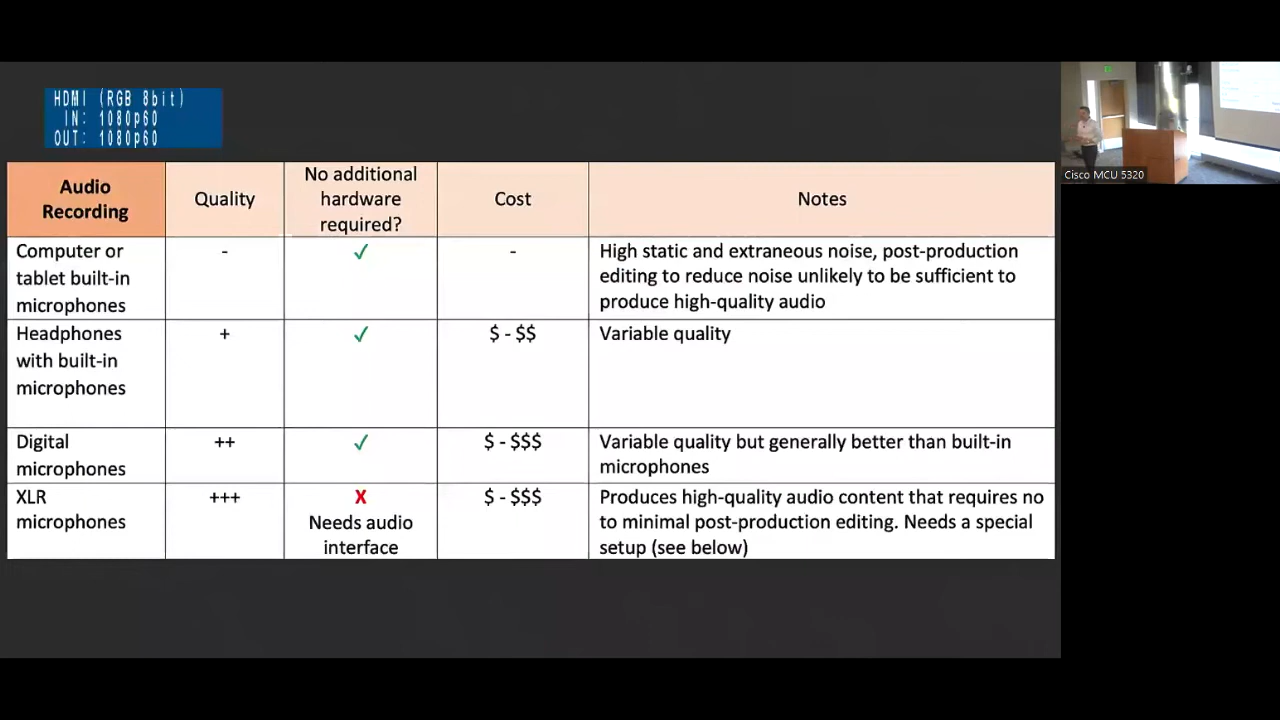 HDMI (RGB 8bit)
IN: 1080p60
OUT: 1080p60
Cisco MCU 5320
Audio
Recording
Quality
No additional
hardware
required?
Cost
Notes
Computer or
tablet built-in
microphones
-
✓
-
High static and extraneous noise, post-production
editing to reduce noise unlikely to be sufficient to
produce high-quality audio
Headphones
with built-in
microphones
+
✓
$ - $$
Variable quality
Digital
microphones
++
✓
$ - $$$
Variable quality but generally better than built-in
microphones
XLR
microphones
+++
X
Needs audio
interface
$ - $$$
Produces high-quality audio content that requires no
to minimal post-production editing. Needs a special
setup (see below)